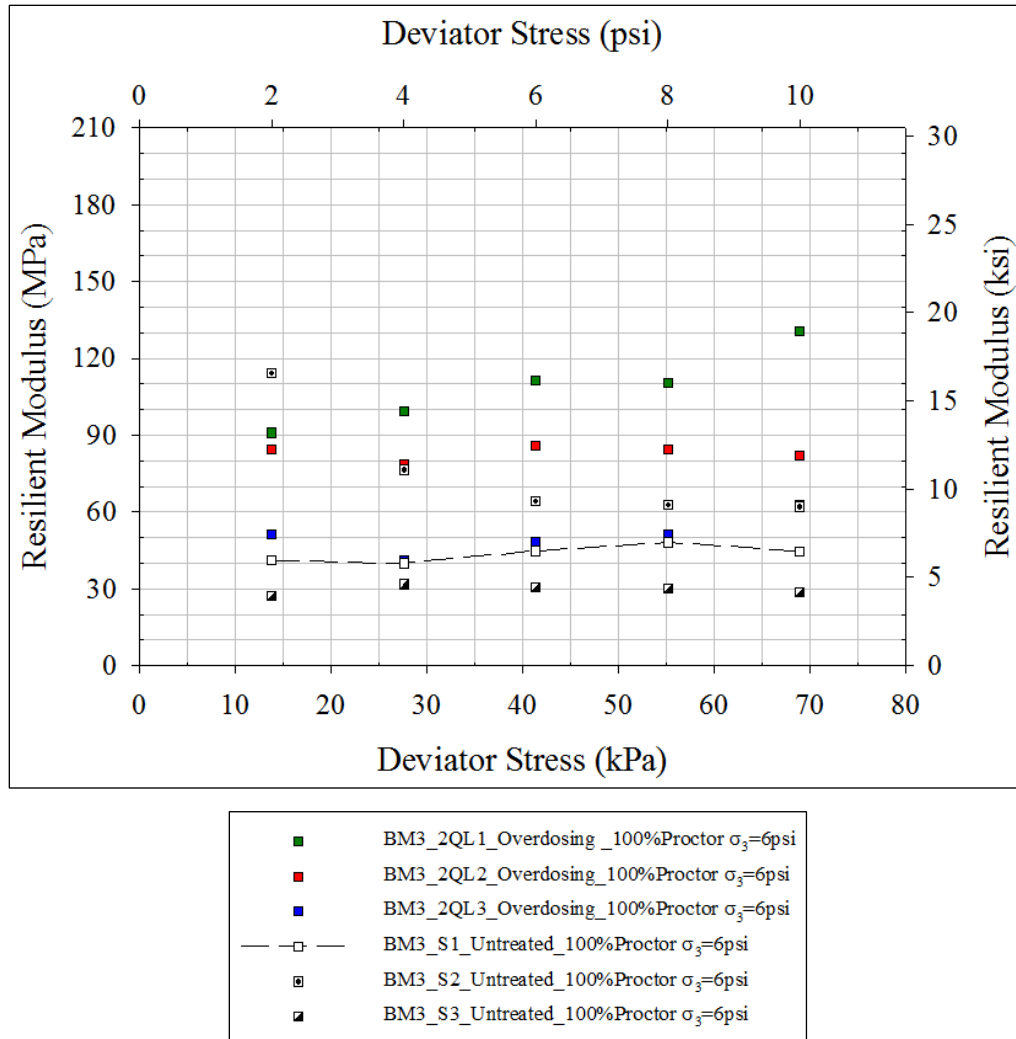 Deviator Stress (psi)
0 2 4 6 8 10
210
180
150
120
90
60
30
0
Resilient Modulus (MPa)
30
25
20
15
10
5
0
Resilient Modulus (ksi)
0 10 20 30 40 50 60 70 80
Deviator Stress (kPa)
BM3_2QL1_Overdosing _100%Proctor σ₃=6psi
BM3_2QL2_Overdosing_100%Proctor σ₃=6psi
BM3_2QL3_Overdosing_100%Proctor σ₃=6psi
BM3_S1_Untreated_100%Proctor σ₃=6psi
BM3_S2_Untreated_100%Proctor σ₃=6psi
BM3_S3_Untreated_100%Proctor σ₃=6psi